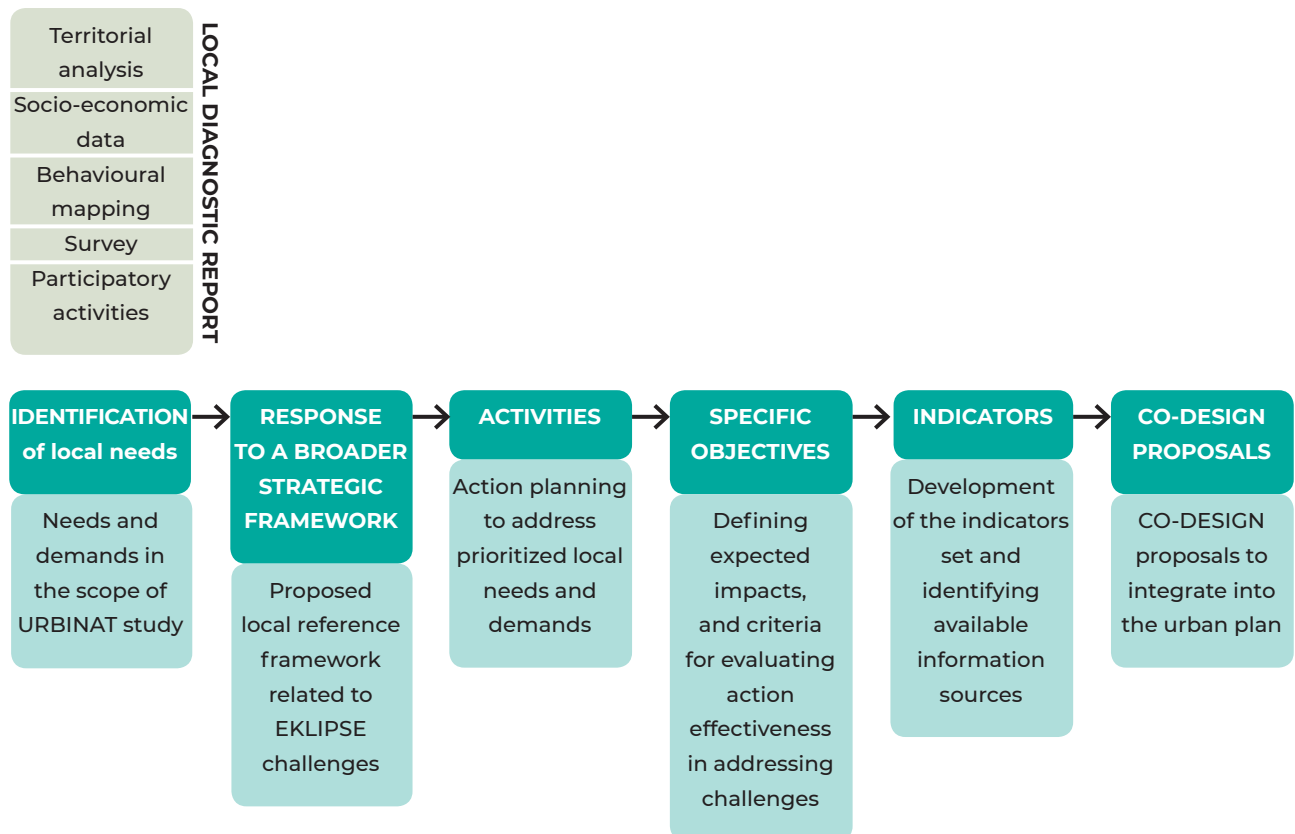 Territorial
analysis
Socio-economic
data
Behavioural
mapping
Survey
Participatory
activities
LOCAL DIAGNOSTIC REPORT
IDENTIFICATION
of local needs
Needs and
demands in
the scope of
URBINAT study
RESPONSE
TO A BROADER
STRATEGIC
FRAMEWORK
Proposed
local reference
framework
related to
EKLIPSE
challenges
ACTIVITIES
Action planning
to address
prioritized local
needs and
demands
SPECIFIC
OBJECTIVES
Defining
expected
impacts,
and criteria
for evaluating
action
effectiveness
in addressing
challenges
INDICATORS
Development
of the indicators
set and
identifying
available
information
sources
CO-DESIGN
PROPOSALS
CO-DESIGN
proposals to
integrate into
the urban plan